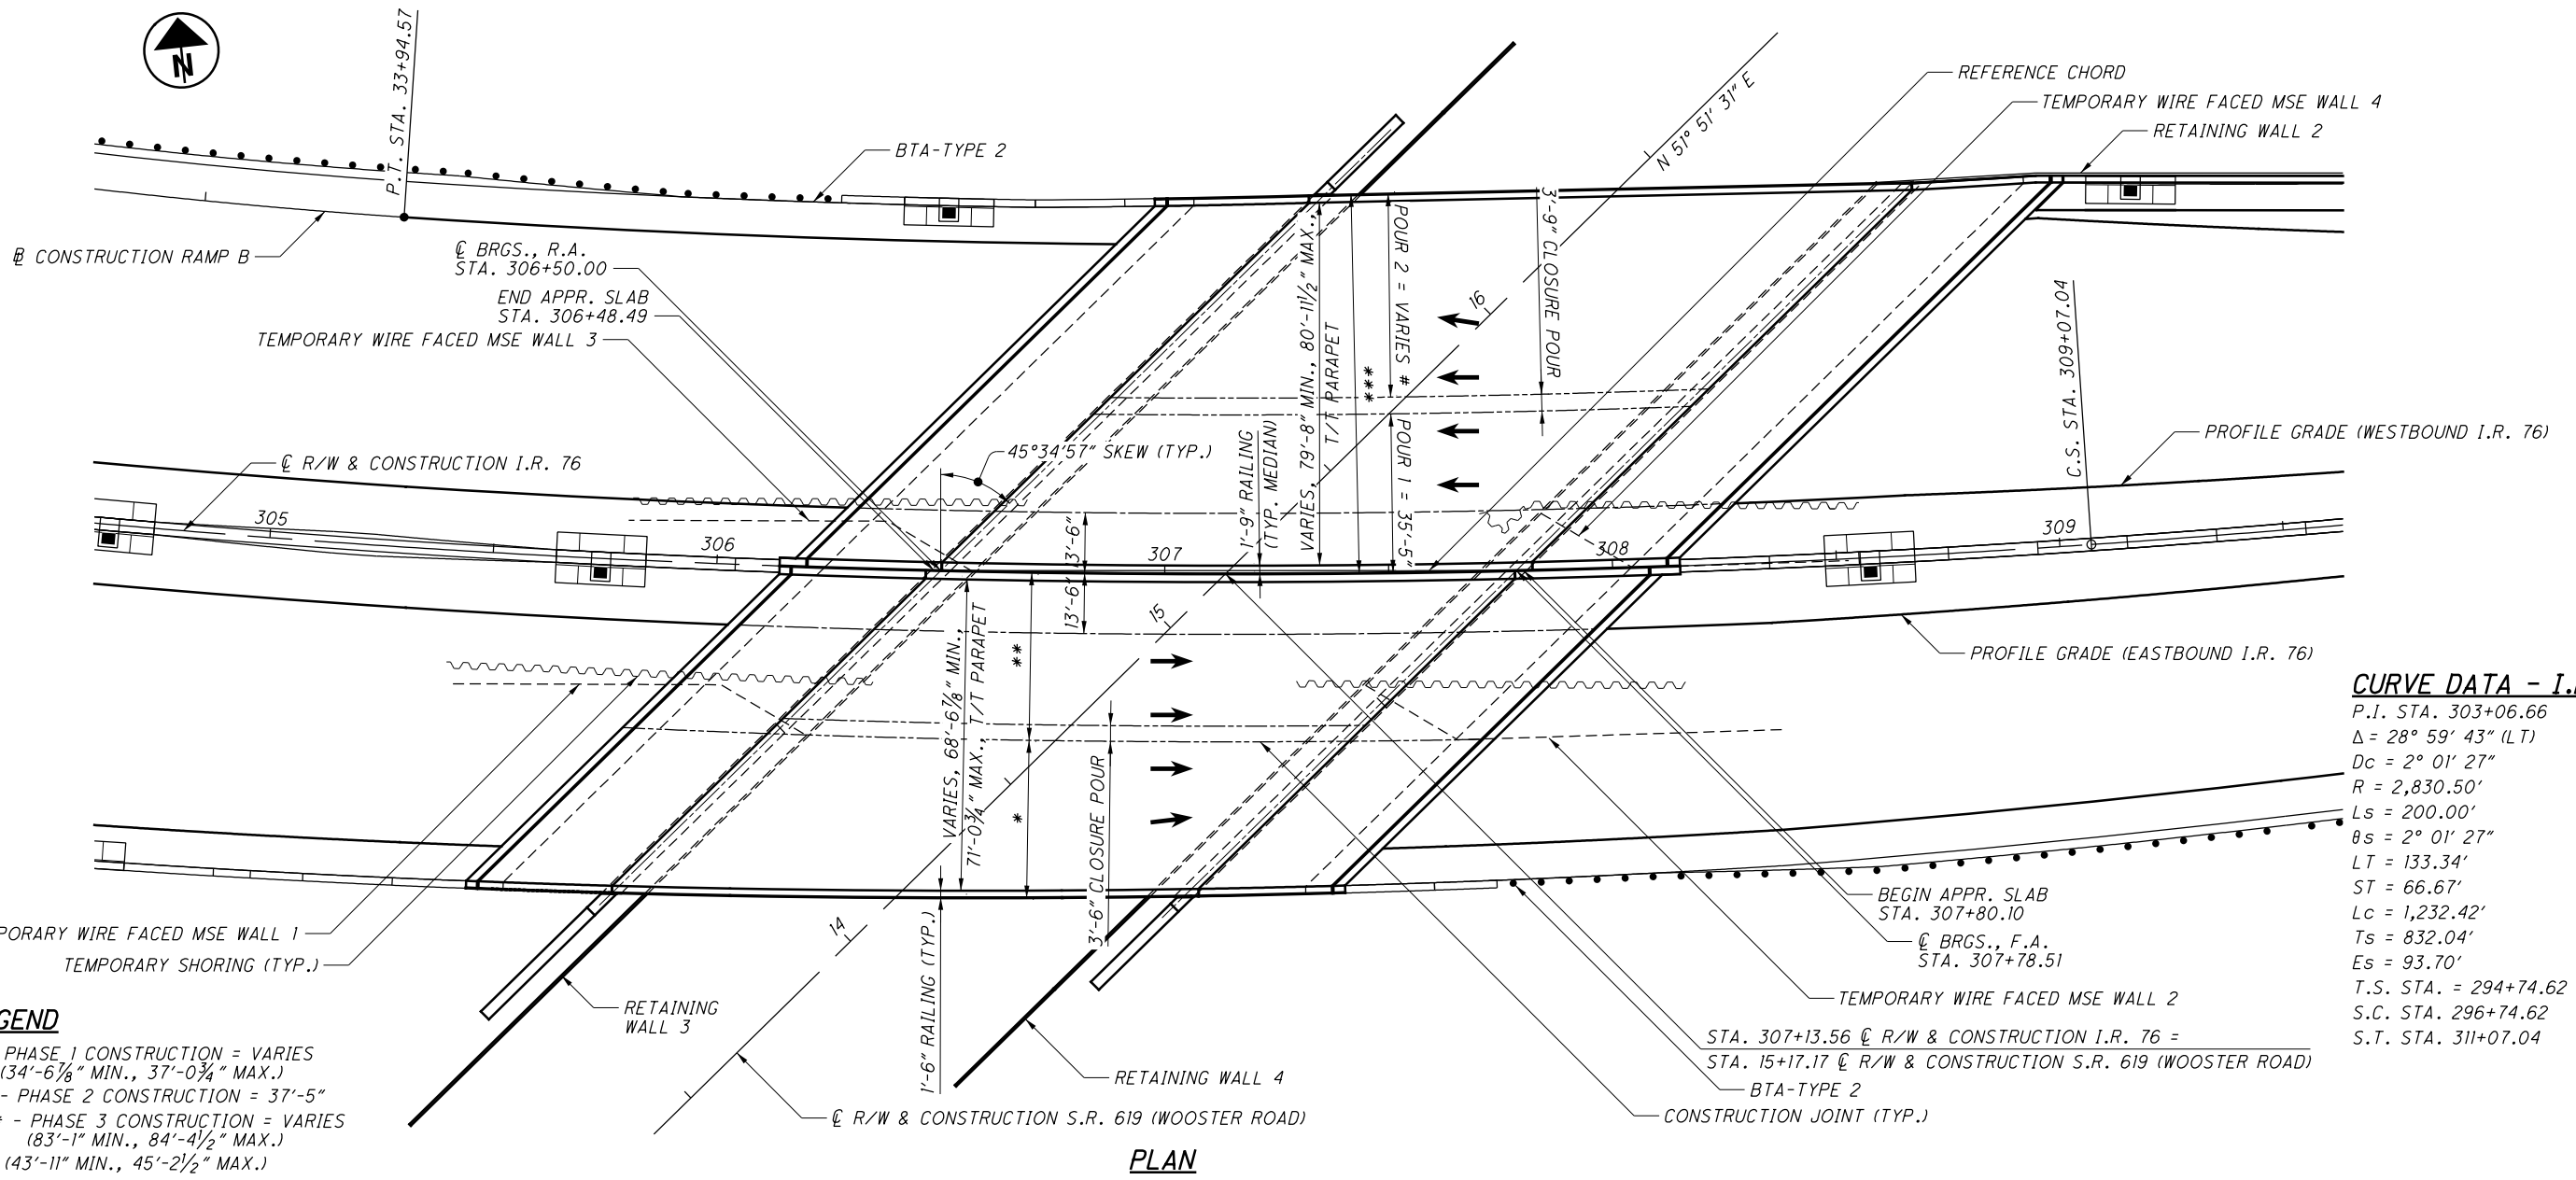 N
P.T. STA. 33+94.57
BTA-TYPE 2
N 51° 51' 31" E
REFERENCE CHORD
TEMPORARY WIRE FACED MSE WALL 4
RETAINING WALL 2
℄ CONSTRUCTION RAMP B
℄ BRGS., R.A.
STA. 306+50.00
END APPR. SLAB
STA. 306+48.49
TEMPORARY WIRE FACED MSE WALL 3
℄ R/W & CONSTRUCTION I.R. 76
45°34'57" SKEW (TYP.)
1'-9" RAILING
(TYP. MEDIAN)
VARIES, 79'-8" MIN., 80'-11½" MAX.,
T/T PARAPET
***
POUR 2 = VARIES #
POUR 1 = 35'-5"
3'-9" CLOSURE POUR
16
C.S. STA. 309+07.04
PROFILE GRADE (WESTBOUND I.R. 76)
305
306
307
308
309
13'-6"
13'-6"
15
PROFILE GRADE (EASTBOUND I.R. 76)
VARIES, 68'-6⅞" MIN.,
71'-0¾" MAX., T/T PARAPET
**
*
3'-6" CLOSURE POUR
14
1'-6" RAILING (TYP.)
PORARY WIRE FACED MSE WALL 1
TEMPORARY SHORING (TYP.)
RETAINING
WALL 3
RETAINING WALL 4
℄ R/W & CONSTRUCTION S.R. 619 (WOOSTER ROAD)
BEGIN APPR. SLAB
STA. 307+80.10
℄ BRGS., F.A.
STA. 307+78.51
TEMPORARY WIRE FACED MSE WALL 2
STA. 307+13.56 ℄ R/W & CONSTRUCTION I.R. 76 =
STA. 15+17.17 ℄ R/W & CONSTRUCTION S.R. 619 (WOOSTER ROAD)
BTA-TYPE 2
CONSTRUCTION JOINT (TYP.)
CURVE DATA - I.
P.I. STA. 303+06.66
Δ = 28° 59' 43" (LT)
Dc = 2° 01' 27"
R = 2,830.50'
Ls = 200.00'
θs = 2° 01' 27"
LT = 133.34'
ST = 66.67'
Lc = 1,232.42'
Ts = 832.04'
Es = 93.70'
T.S. STA. = 294+74.62
S.C. STA. 296+74.62
S.T. STA. 311+07.04
GEND
PHASE 1 CONSTRUCTION = VARIES
(34'-6⅞" MIN., 37'-0¾" MAX.)
- PHASE 2 CONSTRUCTION = 37'-5"
* - PHASE 3 CONSTRUCTION = VARIES
(83'-1" MIN., 84'-4½" MAX.)
(43'-11" MIN., 45'-2½" MAX.)
PLAN